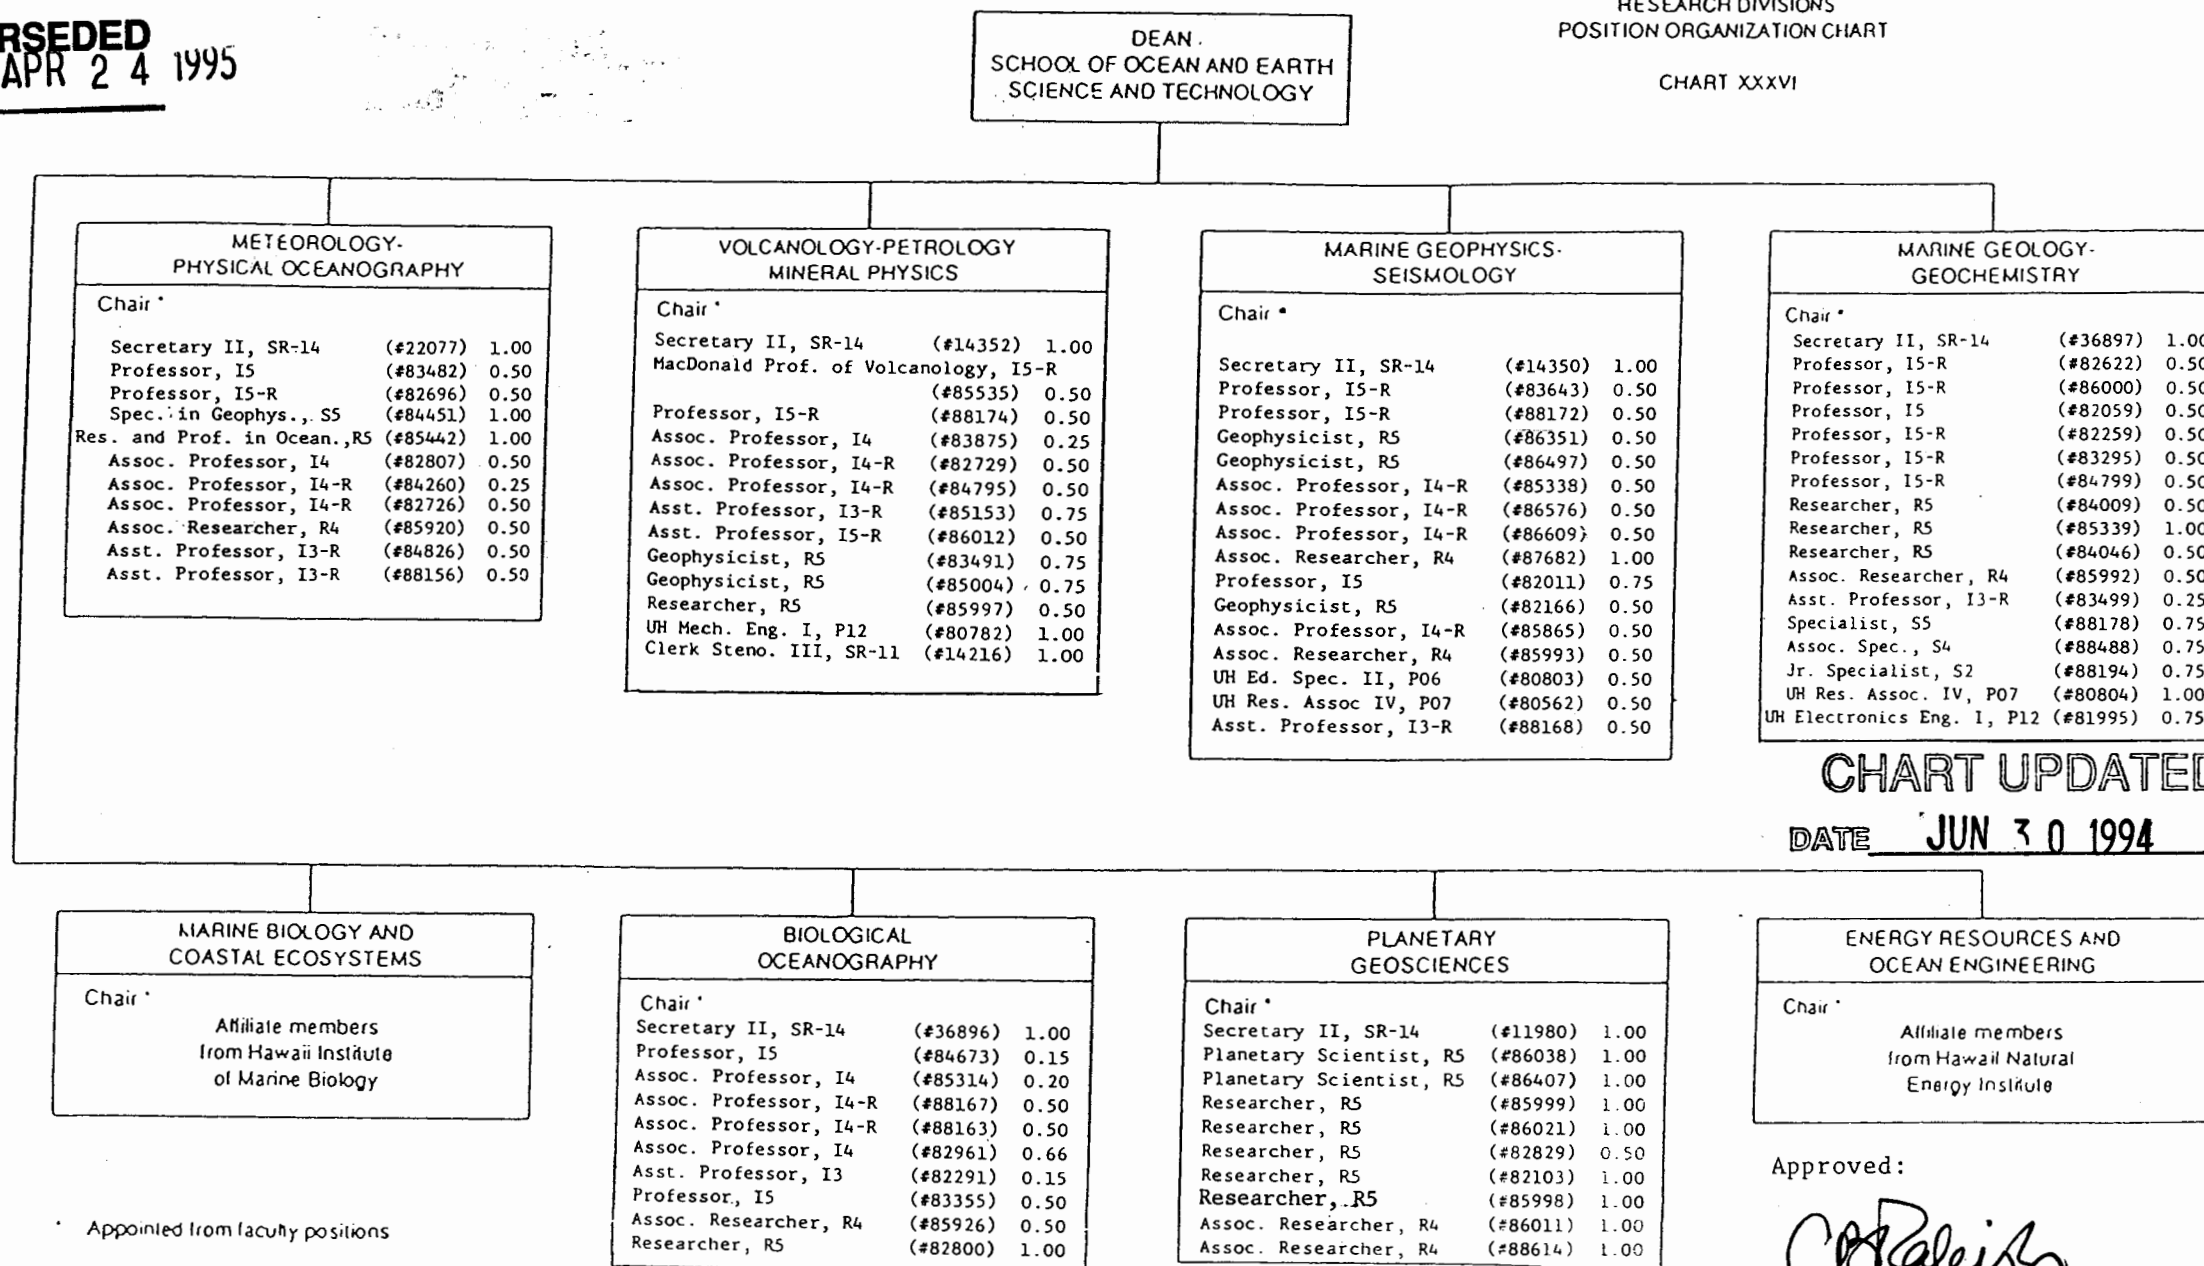 RSEDED
APR 2 4 1995
DEAN
SCHOOL OF OCEAN AND EARTH
SCIENCE AND TECHNOLOGY
RESEARCH DIVISIONS
POSITION ORGANIZATION CHART
CHART XXXVI
METEOROLOGY-
PHYSICAL OCEANOGRAPHY
Chair *
Secretary II, SR-14 (#22077) 1.00
Professor, I5 (#83482) 0.50
Professor, I5-R (#82696) 0.50
Spec. in Geophys., S5 (#84451) 1.00
Res. and Prof. in Ocean.,R5 (#85442) 1.00
Assoc. Professor, I4 (#82807) 0.50
Assoc. Professor, I4-R (#84260) 0.25
Assoc. Professor, I4-R (#82726) 0.50
Assoc. Researcher, R4 (#85920) 0.50
Asst. Professor, I3-R (#84826) 0.50
Asst. Professor, I3-R (#88156) 0.50
VOLCANOLOGY-PETROLOGY
MINERAL PHYSICS
Chair *
Secretary II, SR-14 (#14352) 1.00
MacDonald Prof. of Volcanology, I5-R
(#85535) 0.50
Professor, I5-R (#88174) 0.50
Assoc. Professor, I4 (#83875) 0.25
Assoc. Professor, I4-R (#82729) 0.50
Assoc. Professor, I4-R (#84795) 0.50
Asst. Professor, I3-R (#85153) 0.75
Asst. Professor, I5-R (#86012) 0.50
Geophysicist, R5 (#83491) 0.75
Geophysicist, R5 (#85004) 0.75
Researcher, R5 (#85997) 0.50
UH Mech. Eng. I, P12 (#80782) 1.00
Clerk Steno. III, SR-11 (#14216) 1.00
MARINE GEOPHYSICS-
SEISMOLOGY
Chair *
Secretary II, SR-14 (#14350) 1.00
Professor, I5-R (#83643) 0.50
Professor, I5-R (#88172) 0.50
Geophysicist, R5 (#86351) 0.50
Geophysicist, R5 (#86497) 0.50
Assoc. Professor, I4-R (#85338) 0.50
Assoc. Professor, I4-R (#86576) 0.50
Assoc. Professor, I4-R (#86609) 0.50
Assoc. Researcher, R4 (#87682) 1.00
Professor, I5 (#82011) 0.75
Geophysicist, R5 (#82166) 0.50
Assoc. Professor, I4-R (#85865) 0.50
Assoc. Researcher, R4 (#85993) 0.50
UH Ed. Spec. II, P06 (#80803) 0.50
UH Res. Assoc IV, P07 (#80562) 0.50
Asst. Professor, I3-R (#88168) 0.50
MARINE GEOLOGY-
GEOCHEMISTRY
Chair *
Secretary II, SR-14 (#36897) 1.00
Professor, I5-R (#82622) 0.50
Professor, I5-R (#86000) 0.50
Professor, I5 (#82059) 0.50
Professor, I5-R (#82259) 0.50
Professor, I5-R (#83295) 0.50
Professor, I5-R (#84799) 0.50
Researcher, R5 (#84009) 0.50
Researcher, R5 (#85339) 1.00
Researcher, R5 (#84046) 0.50
Assoc. Researcher, R4 (#85992) 0.50
Asst. Professor, I3-R (#83499) 0.25
Specialist, S5 (#88178) 0.75
Assoc. Spec., S4 (#88488) 0.75
Jr. Specialist, S2 (#88194) 0.75
UH Res. Assoc. IV, P07 (#80804) 1.00
UH Electronics Eng. I, P12 (#81995) 0.75
CHART UPDATED
DATE JUN 3 0 1994
MARINE BIOLOGY AND
COASTAL ECOSYSTEMS
Chair *
Affiliate members
from Hawaii Institute
of Marine Biology
BIOLOGICAL
OCEANOGRAPHY
Chair *
Secretary II, SR-14 (#36896) 1.00
Professor, I5 (#84673) 0.15
Assoc. Professor, I4 (#85314) 0.20
Assoc. Professor, I4-R (#88167) 0.50
Assoc. Professor, I4-R (#88163) 0.50
Assoc. Professor, I4 (#82961) 0.66
Asst. Professor, I3 (#82291) 0.15
Professor, I5 (#83355) 0.50
Assoc. Researcher, R4 (#85926) 0.50
Researcher, R5 (#82800) 1.00
PLANETARY
GEOSCIENCES
Chair *
Secretary II, SR-14 (#11980) 1.00
Planetary Scientist, R5 (#86038) 1.00
Planetary Scientist, R5 (#86407) 1.00
Researcher, R5 (#85999) 1.00
Researcher, R5 (#86021) 1.00
Researcher, R5 (#82829) 0.50
Researcher, R5 (#82103) 1.00
Researcher, R5 (#85998) 1.00
Assoc. Researcher, R4 (#86011) 1.00
Assoc. Researcher, R4 (#88614) 1.00
ENERGY RESOURCES AND
OCEAN ENGINEERING
Chair *
Affiliate members
from Hawaii Natural
Energy Institute
Approved:
* Appointed from faculty positions